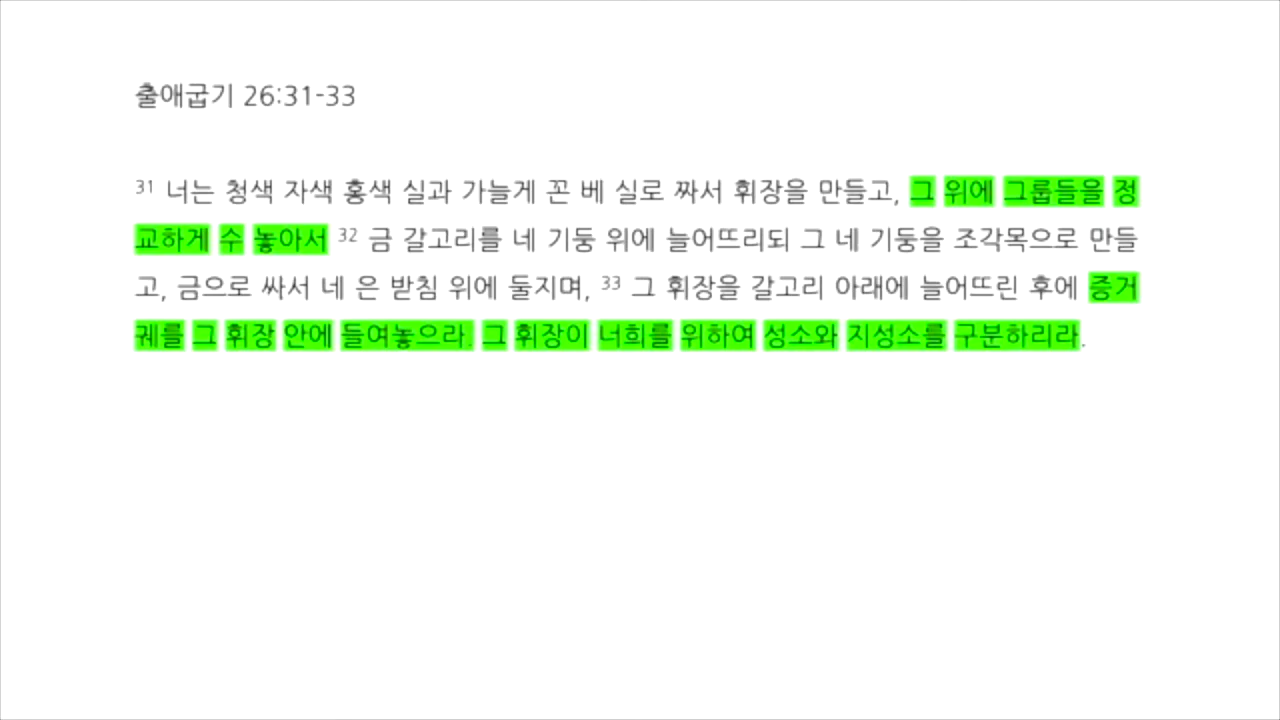 출애굽기 26:31-33
31 너는 청색 자색 홍색 실과 가늘게 꼰 베 실로 짜서 휘장을 만들고, 그 위에 그룹들을 정
교하게 수 놓아서 32 금 갈고리를 네 기둥 위에 늘어뜨리되 그 네 기둥을 조각목으로 만들
고, 금으로 싸서 네 은 받침 위에 둘지며, 33 그 휘장을 갈고리 아래에 늘어뜨린 후에 증거
궤를 그 휘장 안에 들여놓으라. 그 휘장이 너희를 위하여 성소와 지성소를 구분하리라.